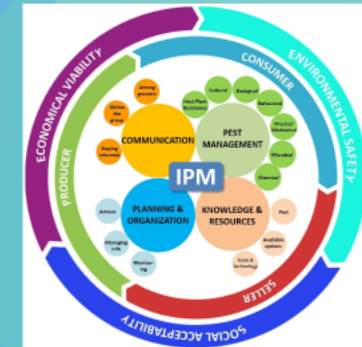 ECONOMICAL VIABILITY
ENVIRONMENTAL SAFETY
SOCIAL ACCEPTABILITY
PRODUCER
CONSUMER
SELLER
IPM
COMMUNICATION
Among
growers
Within
the
group
Staying
informed
PEST
MANAGEMENT
Host Plant
Resistance
Cultural
Biological
Behavioral
Physical/
Mechanical
Microbial
Chemical
PLANNING &
ORGANIZATION
Actions
Managing
info
Monitor-
ing
KNOWLEDGE &
RESOURCES
Pest
Available
options
Tools &
technology